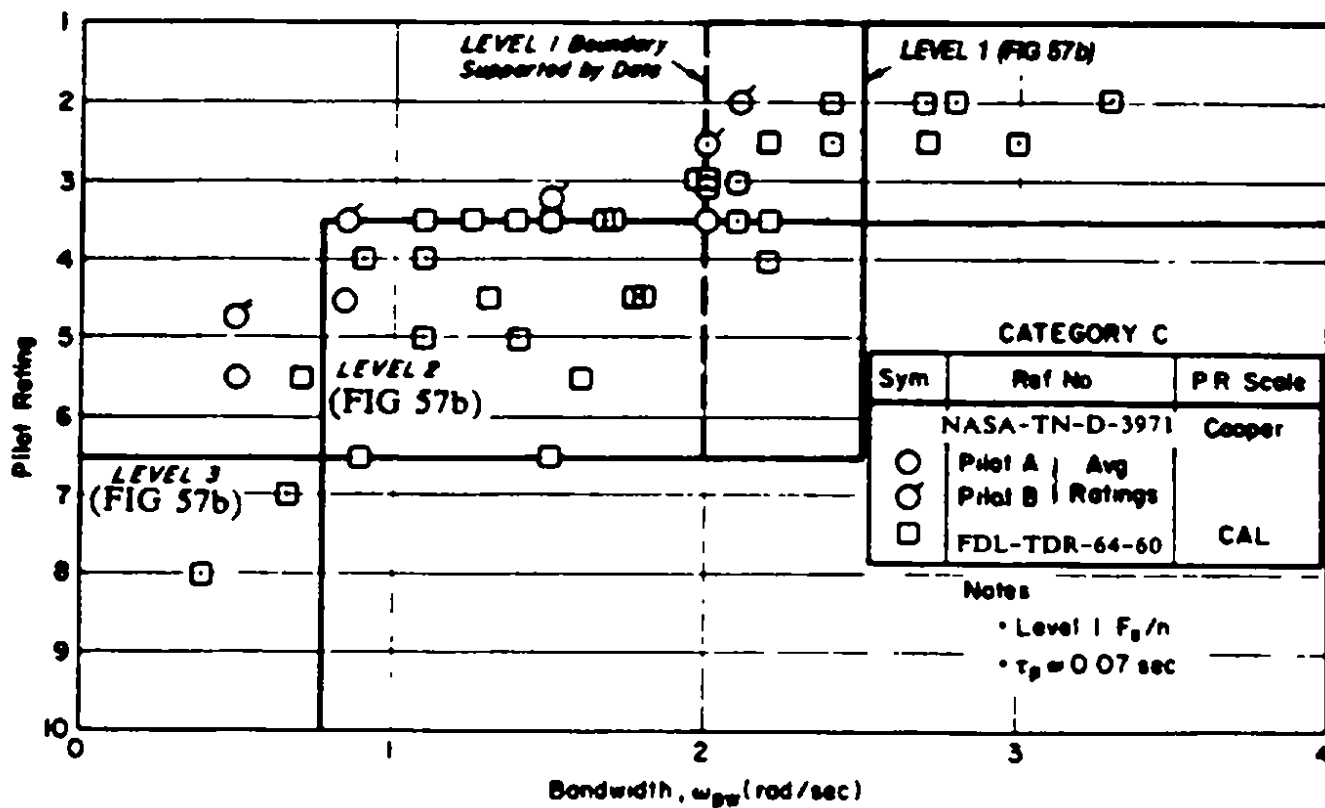 1
2
3
4
5
6
7
8
9
10
Pilot Rating
LEVEL 1 Boundary
Supported by Data
LEVEL 1 (FIG 57b)
LEVEL 2
(FIG 57b)
LEVEL 3
(FIG 57b)
CATEGORY C
Sym Ref No PR Scale
NASA-TN-D-3971 Cooper
Pilot A Avg
Pilot B Ratings
FDL-TDR-64-60 CAL
Notes
• Level 1 Fs/n
• τp ≐ 0.07 sec
0 1 2 3 4
Bandwidth, ωBW (rad/sec)